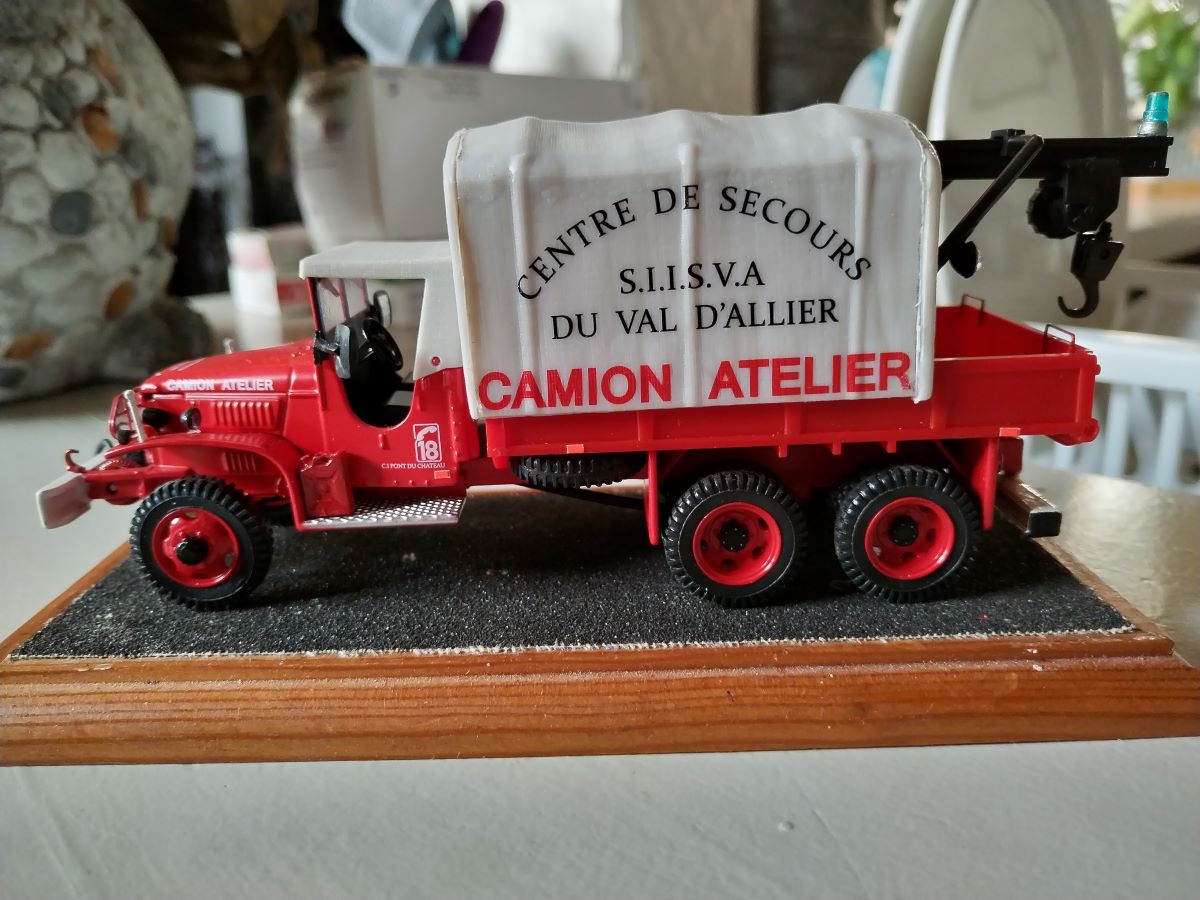 CENTRE DE SECOURS
S.I.I.S.V.A
DU VAL D'ALLIER
CAMION ATELIER
CAMION ATELIER
18
C.I PONT DU CHATEAU